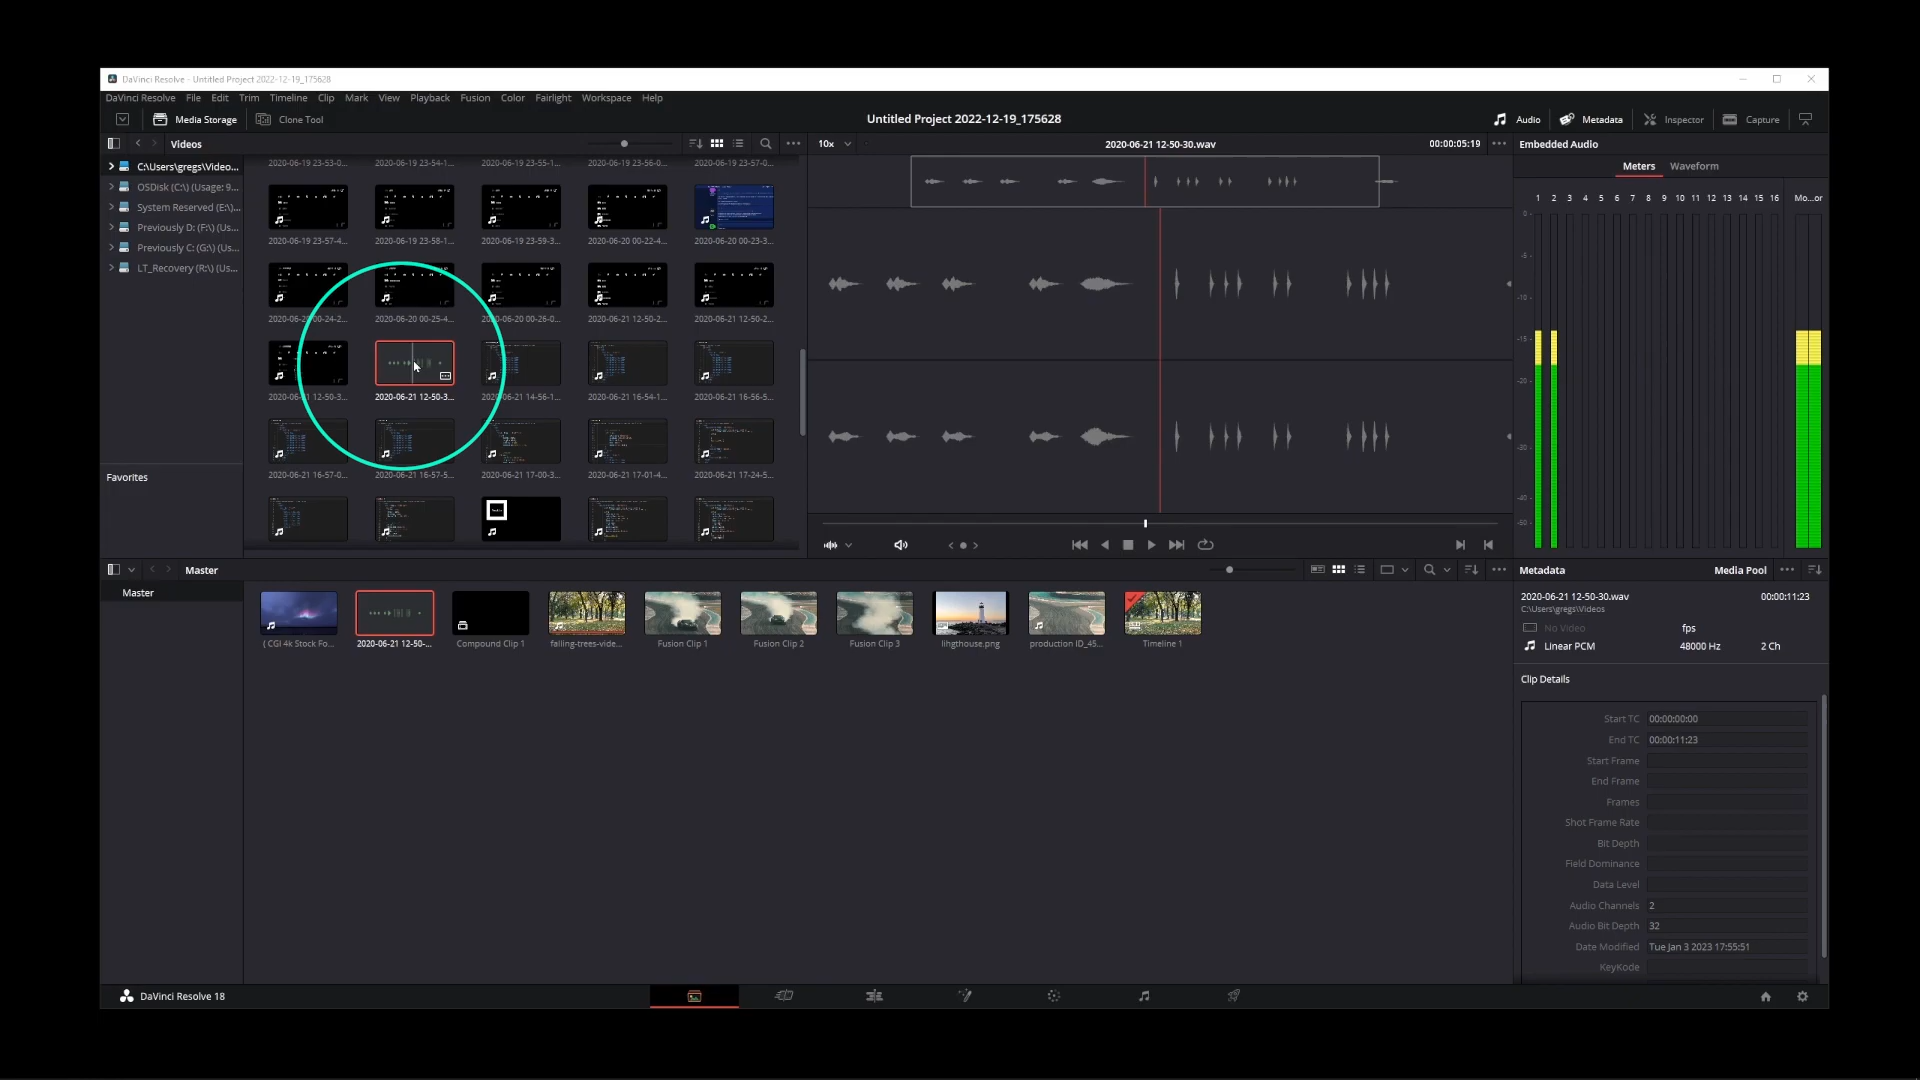 DaVinci Resolve - Untitled Project 2022-12-19_175628
DaVinci Resolve File Edit Trim Timeline Clip Mark View Playback Fusion Color Fairlight Workspace Help
Media Storage Clone Tool Untitled Project 2022-12-19_175628 Audio Metadata Inspector Capture
Videos 10x 2020-06-21 12-50-30.wav 00:00:05:19 Embedded Audio
Meters Waveform
C:\Users\gregs\Video...
OSDisk (C:\) (Usage: 9...
System Reserved (E:\)...
Previously D: (F:\) (Us...
Previously C: (G:\) (Us...
LT_Recovery (R:\) (Us...
Favorites
2020-06-19 23-53-0... 2020-06-19 23-54-1... 2020-06-19 23-55-1... 2020-06-19 23-56-0... 2020-06-19 23-57-0...
2020-06-19 23-57-4... 2020-06-19 23-58-1... 2020-06-19 23-59-3... 2020-06-20 00-22-4... 2020-06-20 00-23-3...
2020-06-20 00-24-2... 2020-06-20 00-25-4... 2020-06-20 00-26-0... 2020-06-21 12-50-2... 2020-06-21 12-50-2...
2020-06-21 12-50-3... 2020-06-21 12-50-3... 2020-06-21 14-56-1... 2020-06-21 16-54-1... 2020-06-21 16-56-5...
2020-06-21 16-57-0... 2020-06-21 16-57-5... 2020-06-21 17-00-3... 2020-06-21 17-01-4... 2020-06-21 17-24-5...
1 2 3 4 5 6 7 8 9 10 11 12 13 14 15 16 Mo...or
0
-5
-10
-15
-20
-30
-40
-50
Master
Master
( CGI 4k Stock Fo... 2020-06-21 12-50-... Compound Clip 1 falling-trees-vide... Fusion Clip 1 Fusion Clip 2 Fusion Clip 3 lihgthouse.png production ID_45... Timeline 1
Metadata Media Pool
2020-06-21 12-50-30.wav 00:00:11:23
C:\Users\gregs\Videos
No Video fps
Linear PCM 48000 Hz 2 Ch
Clip Details
Start TC 00:00:00:00
End TC 00:00:11:23
Start Frame
End Frame
Frames
Shot Frame Rate
Bit Depth
Field Dominance
Data Level
Audio Channels 2
Audio Bit Depth 32
Date Modified Tue Jan 3 2023 17:55:51
KeyKode
DaVinci Resolve 18